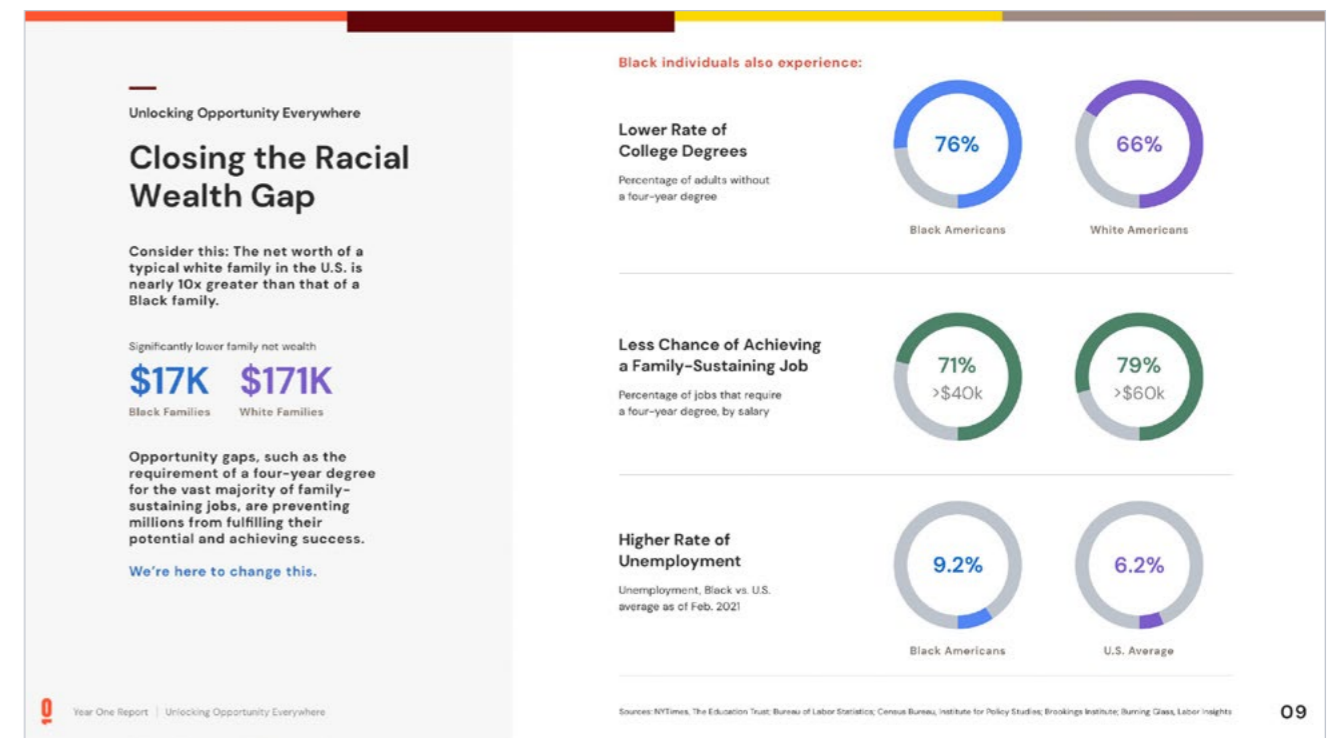 Unlocking Opportunity Everywhere
Closing the Racial
Wealth Gap
Consider this: The net worth of a
typical white family in the U.S. is
nearly 10x greater than that of a
Black family.
Significantly lower family net wealth
$17K $171K
Black Families White Families
Opportunity gaps, such as the
requirement of a four-year degree
for the vast majority of family-
sustaining jobs, are preventing
millions from fulfilling their
potential and achieving success.
We're here to change this.
Black individuals also experience:
Lower Rate of
College Degrees
Percentage of adults without
a four-year degree
76% 66%
Black Americans White Americans
Less Chance of Achieving
a Family-Sustaining Job
Percentage of jobs that require
a four-year degree, by salary
71% 79%
>$40k >$60k
Higher Rate of
Unemployment
Unemployment, Black vs. U.S.
average as of Feb. 2021
9.2% 6.2%
Black Americans U.S. Average
10 Year One Report | Unlocking Opportunity Everywhere
Sources: NYTimes, The Education Trust; Bureau of Labor Statistics; Census Bureau, Institute for Policy Studies; Brookings Institute; Burning Glass, Labor Insights
09